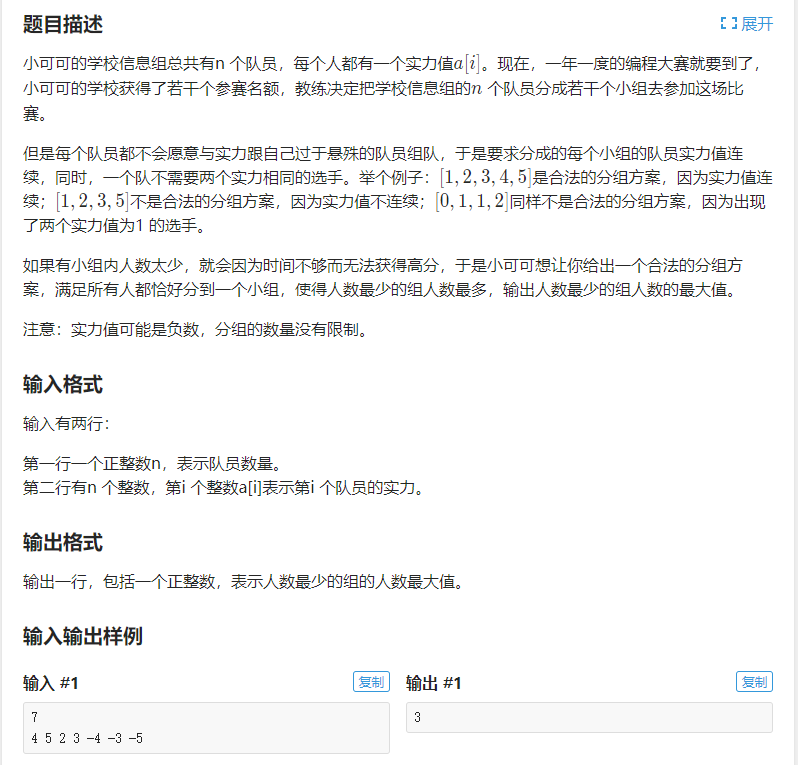 题目描述
展开
小可可的学校信息组总共有n 个队员，每个人都有一个实力值a[i]。现在，一年一度的编程大赛就要到了，
小可可的学校获得了若干个参赛名额，教练决定把学校信息组的n 个队员分成若干个小组去参加这场比
赛。
但是每个队员都不会愿意与实力跟自己过于悬殊的队员组队，于是要求分成的每个小组的队员实力值连
续，同时，一个队不需要两个实力相同的选手。举个例子：[1, 2, 3, 4, 5]是合法的分组方案，因为实力值连
续；[1, 2, 3, 5]不是合法的分组方案，因为实力值不连续；[0, 1, 1, 2]同样不是合法的分组方案，因为出现
了两个实力值为1 的选手。
如果有小组内人数太少，就会因为时间不够而无法获得高分，于是小可可想让你给出一个合法的分组方
案，满足所有人都恰好分到一个小组，使得人数最少的组人数最多，输出人数最少的组人数的最大值。
注意：实力值可能是负数，分组的数量没有限制。
输入格式
输入有两行：
第一行一个正整数n，表示队员数量。
第二行有n 个整数，第i 个整数a[i]表示第i 个队员的实力。
输出格式
输出一行，包括一个正整数，表示人数最少的组的人数最大值。
输入输出样例
输入 #1
复制
7
4 5 2 3 -4 -3 -5
输出 #1
复制
3